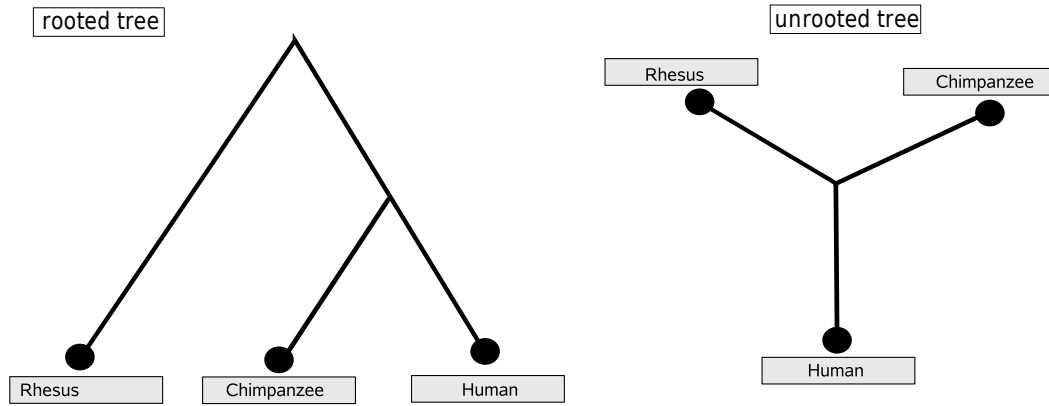 rooted tree
Rhesus
Chimpanzee
Human
unrooted tree
Rhesus
Chimpanzee
Human